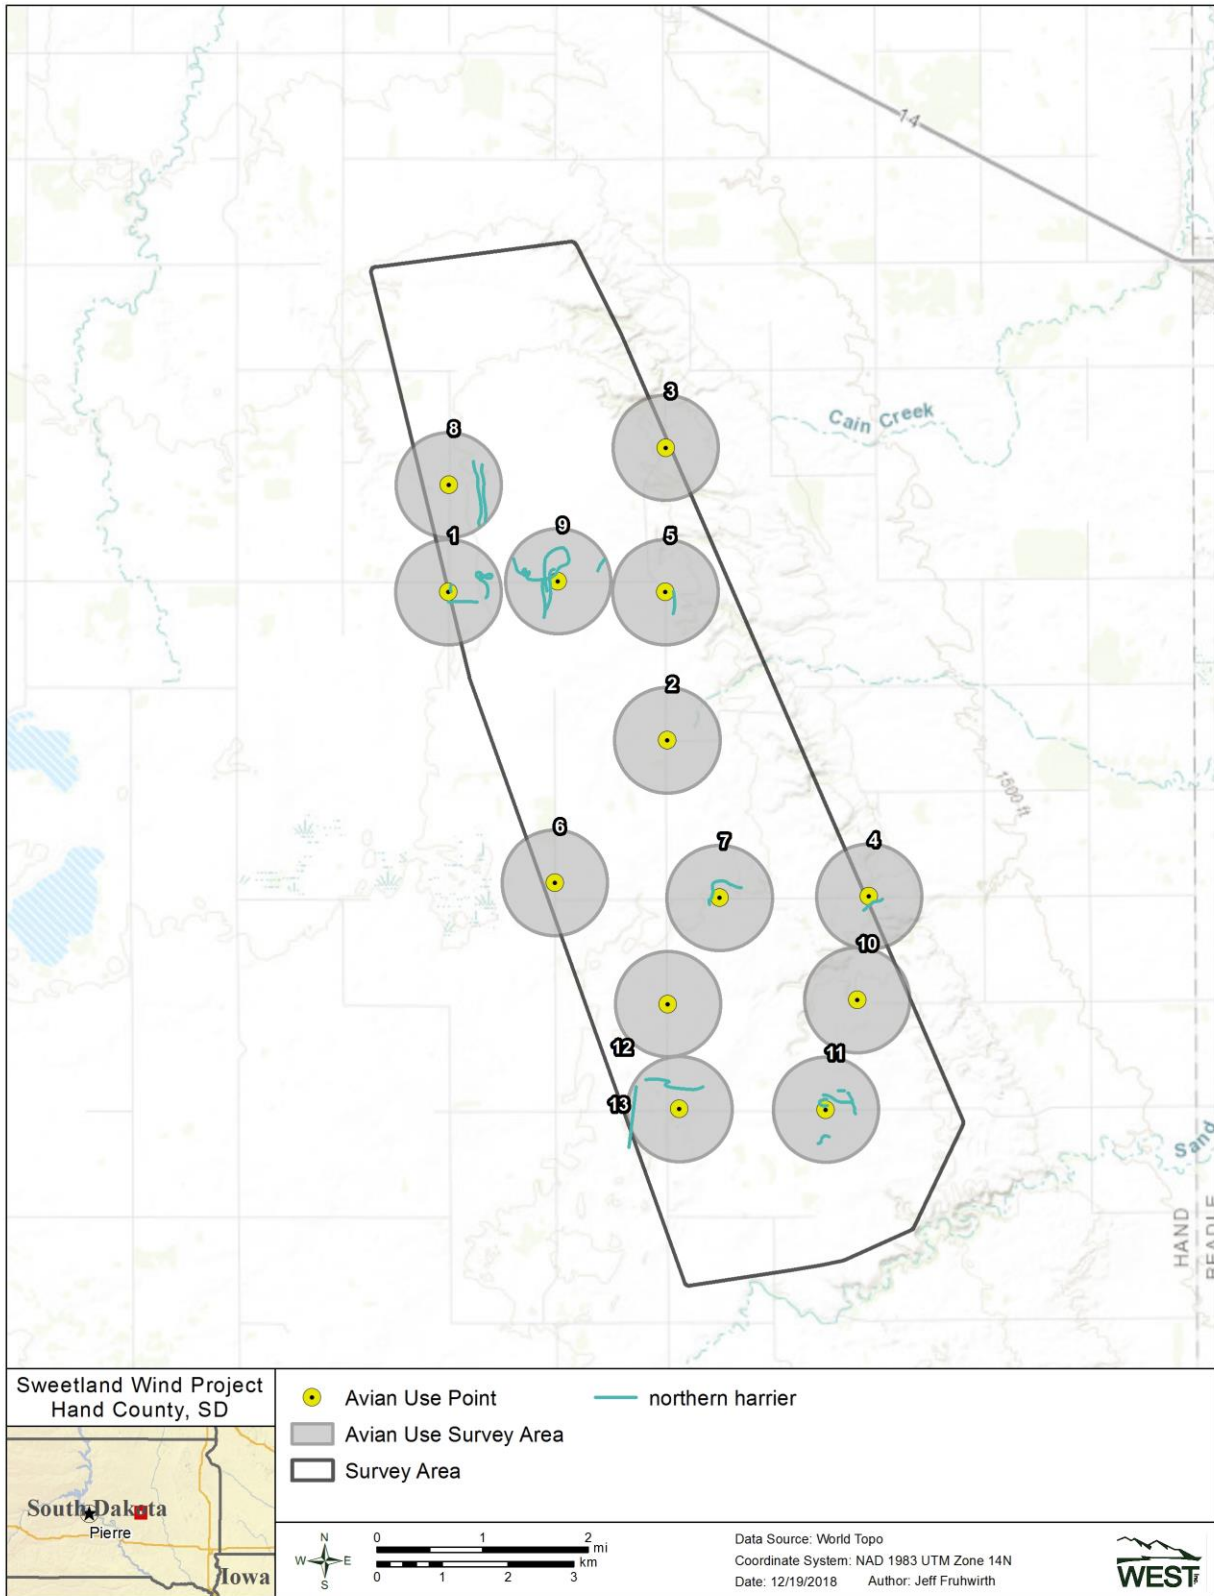 14
Cain Creek
3
8
9
1
5
2
1500 ft
6
7
4
10
12
11
13
Sand
HAND
BEADLE
Sweetland Wind Project
Hand County, SD
South Dakota
Pierre
Iowa
Avian Use Point
northern harrier
Avian Use Survey Area
Survey Area
N
W E
S
0 1 2
mi
km
0 1 2 3
Data Source: World Topo
Coordinate System: NAD 1983 UTM Zone 14N
Date: 12/19/2018 Author: Jeff Fruhwirth
WEST